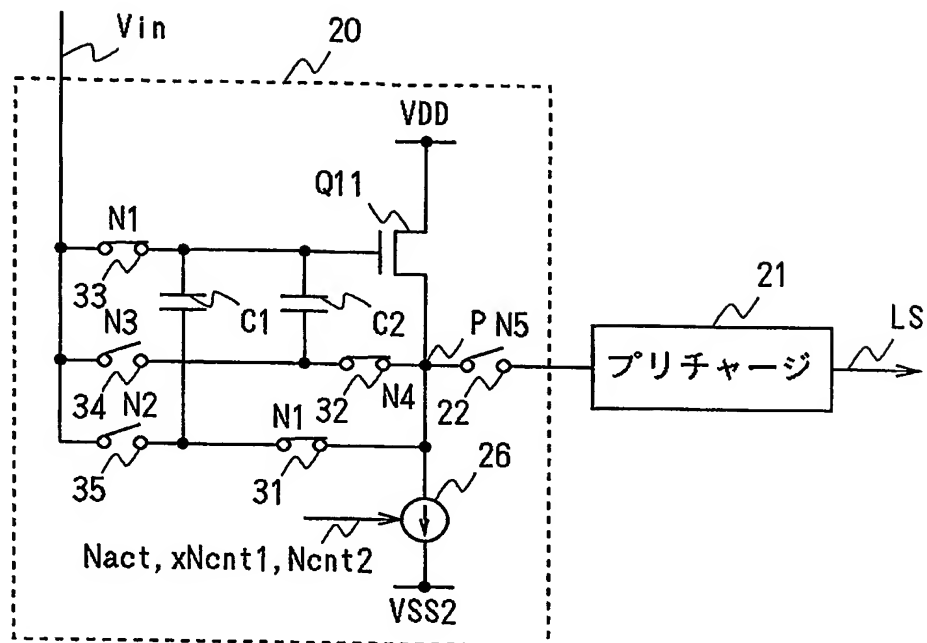 Vin
20
VDD
Q11
N1
33
C1
C2
21
LS
N3
P
N5
プリチャージ
34
32
N4
22
N2
N1
35
31
26
Nact, xNcnt1, Ncnt2
VSS2